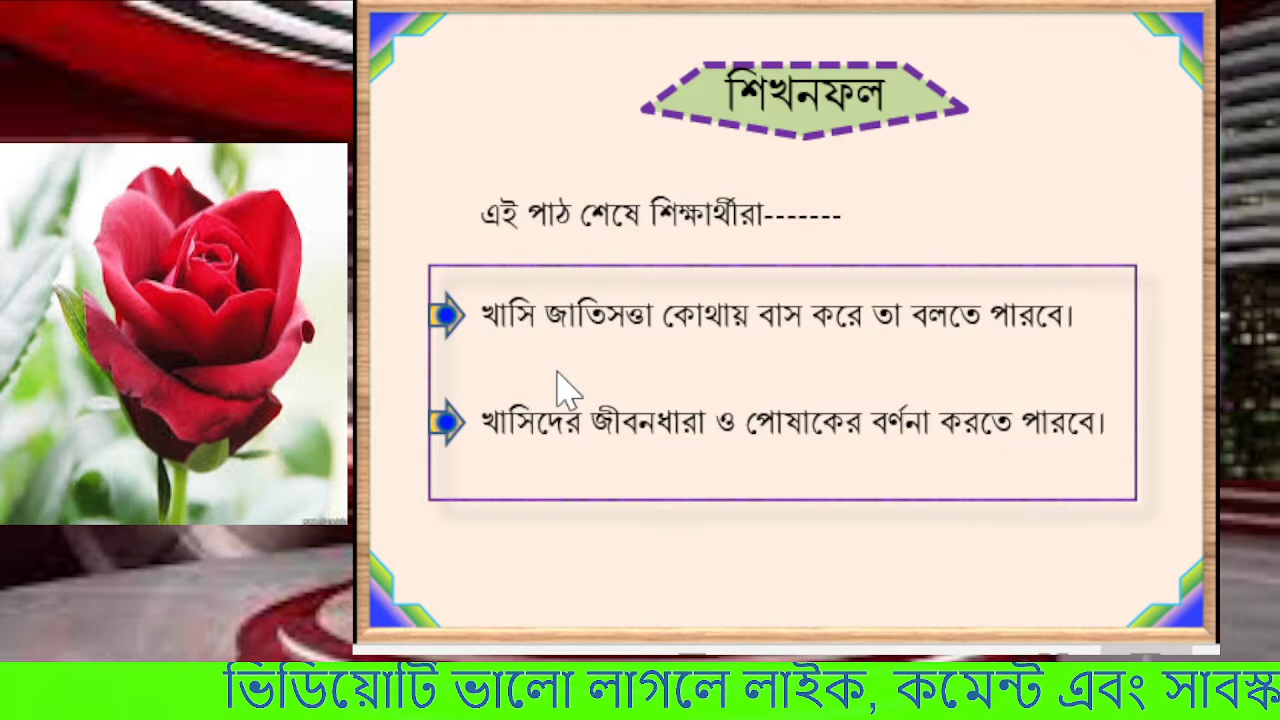 শিখনফল
এই পাঠ শেষে শিক্ষার্থীরা-------
খাসি জাতিসত্তা কোথায় বাস করে তা বলতে পারবে।
খাসিদের জীবনধারা ও পোষাকের বর্ণনা করতে পারবে।
ভিডিয়োটি ভালো লাগলে লাইক, কমেন্ট এবং